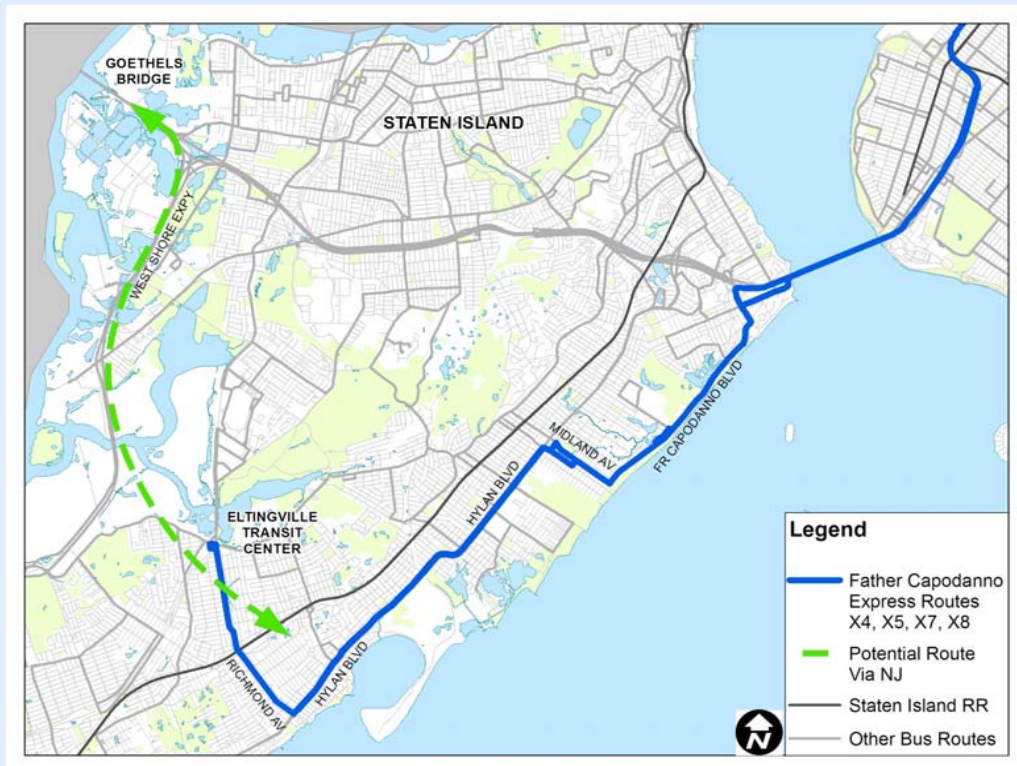 GOETHELS
BRIDGE
STATEN ISLAND
WEST SHORE EXPY
MIDLAND AV
FR CAPODANNO BLVD
HYLAN BLVD
ELTINGVILLE
TRANSIT
CENTER
HYLAN BLVD
RICHMOND AV
Legend
Father Capodanno
Express Routes
X4, X5, X7, X8
Potential Route
Via NJ
Staten Island RR
Other Bus Routes
N